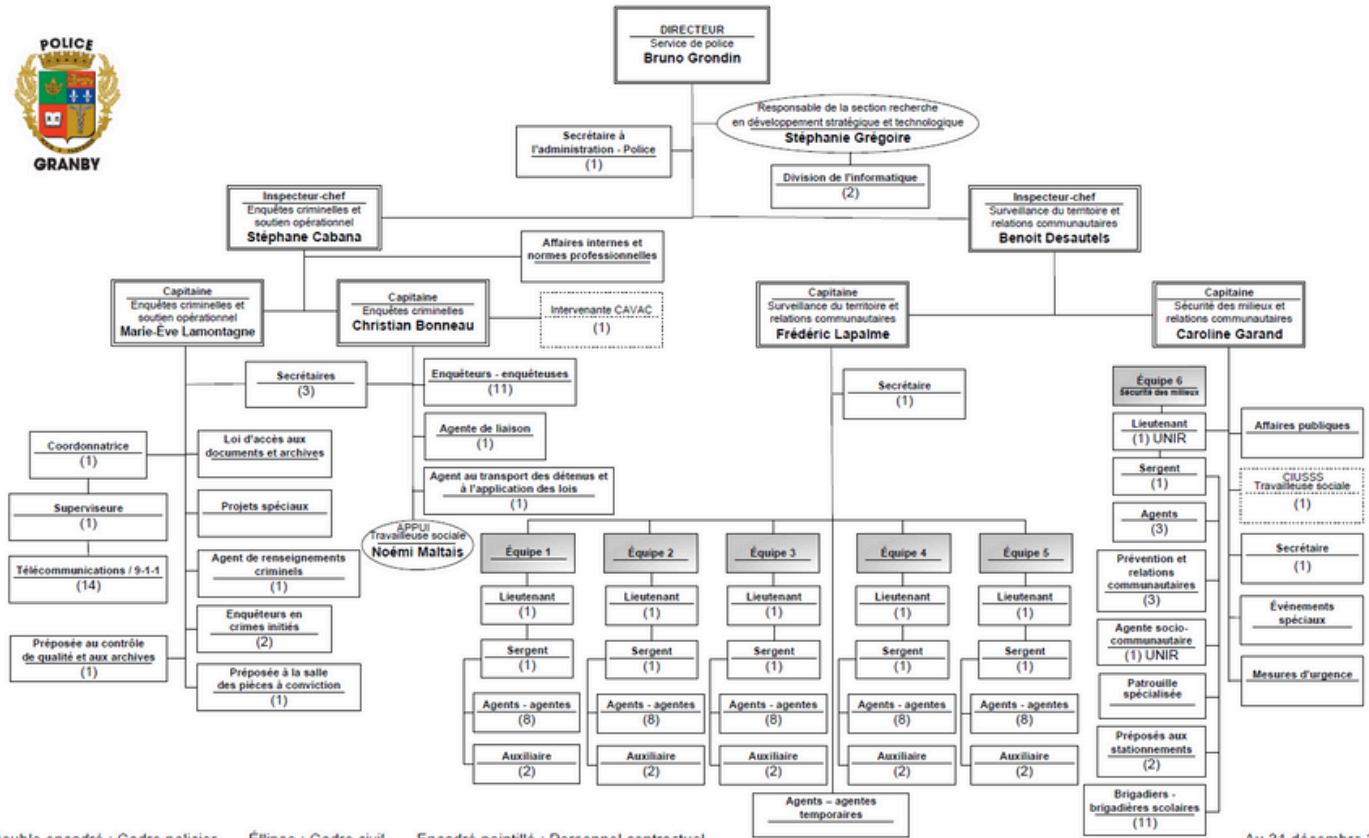 POLICE
GRANBY
DIRECTEUR
Service de police
Bruno Grondin
Responsable de la section recherche
en développement stratégique et technologique
Stéphanie Grégoire
Secrétaire à
l'administration - Police
(1)
Division de l'informatique
(2)
Inspecteur-chef
Enquêtes criminelles et
soutien opérationnel
Stéphane Cabana
Inspecteur-chef
Surveillance du territoire et
relations communautaires
Benoit Desautels
Affaires internes et
normes professionnelles
Capitaine
Enquêtes criminelles et
soutien opérationnel
Marie-Ève Lamontagne
Capitaine
Enquêtes criminelles
Christian Bonneau
Intervenante CAVAC
(1)
Capitaine
Surveillance du territoire et
relations communautaires
Frédéric Lapalme
Capitaine
Sécurité des milieux et
relations communautaires
Caroline Garand
Secrétaires
(3)
Enquêteurs - enquêteuses
(11)
Agente de liaison
(1)
Agent au transport des détenus et
à l'application des lois
(1)
APPUI
Travailleuse sociale
Noémi Maltais
Coordonnatrice
(1)
Superviseure
(1)
Télécommunications / 9-1-1
(14)
Préposée au contrôle
de qualité et aux archives
(1)
Loi d'accès aux
documents et archives
Projets spéciaux
Agent de renseignements
criminels
(1)
Enquêteurs en
crimes initiés
(2)
Préposée à la salle
des pièces à conviction
(1)
Secrétaire
(1)
Équipe 1
Lieutenant
(1)
Sergent
(1)
Agents - agentes
(8)
Auxiliaire
(2)
Équipe 2
Lieutenant
(1)
Sergent
(1)
Agents - agentes
(8)
Auxiliaire
(2)
Équipe 3
Lieutenant
(1)
Sergent
(1)
Agents - agentes
(8)
Auxiliaire
(2)
Équipe 4
Lieutenant
(1)
Sergent
(1)
Agents - agentes
(8)
Auxiliaire
(2)
Équipe 5
Lieutenant
(1)
Sergent
(1)
Agents - agentes
(8)
Auxiliaire
(2)
Agents – agentes
temporaires
Équipe 6
Sécurité des milieux
Lieutenant
(1) UNIR
Sergent
(1)
Agents
(3)
Prévention et
relations
communautaires
(3)
Agente socio-
communautaire
(1) UNIR
Patrouille
spécialisée
Préposés aux
stationnements
(2)
Brigadiers -
brigadières scolaires
(11)
Affaires publiques
CIUSSS
Travailleuse sociale
(1)
Secrétaire
(1)
Événements
spéciaux
Mesures d'urgence